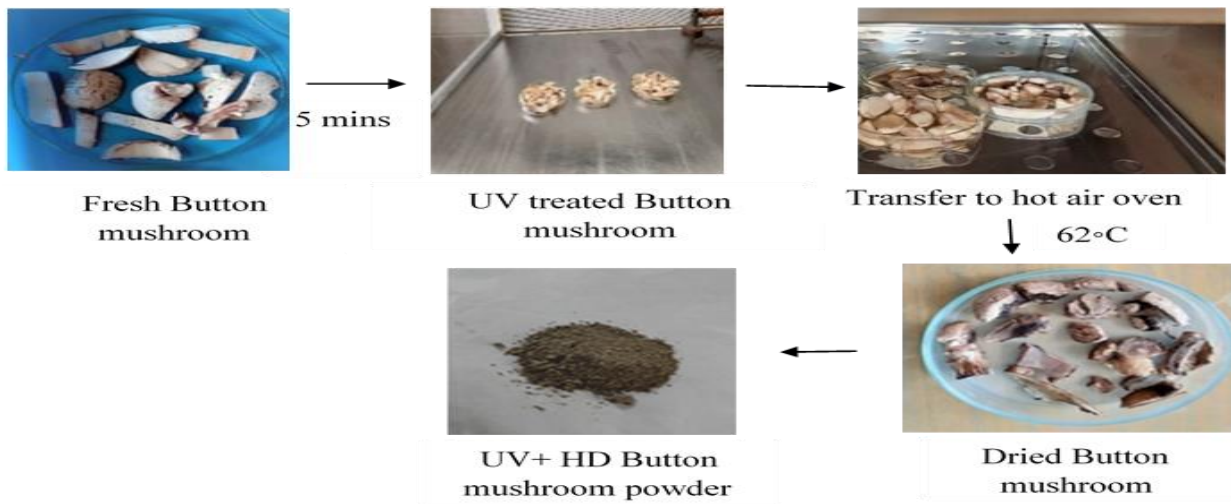 5 mins
Fresh Button
mushroom
UV treated Button
mushroom
Transfer to hot air oven
62∘C
Dried Button
mushroom
UV+ HD Button
mushroom powder